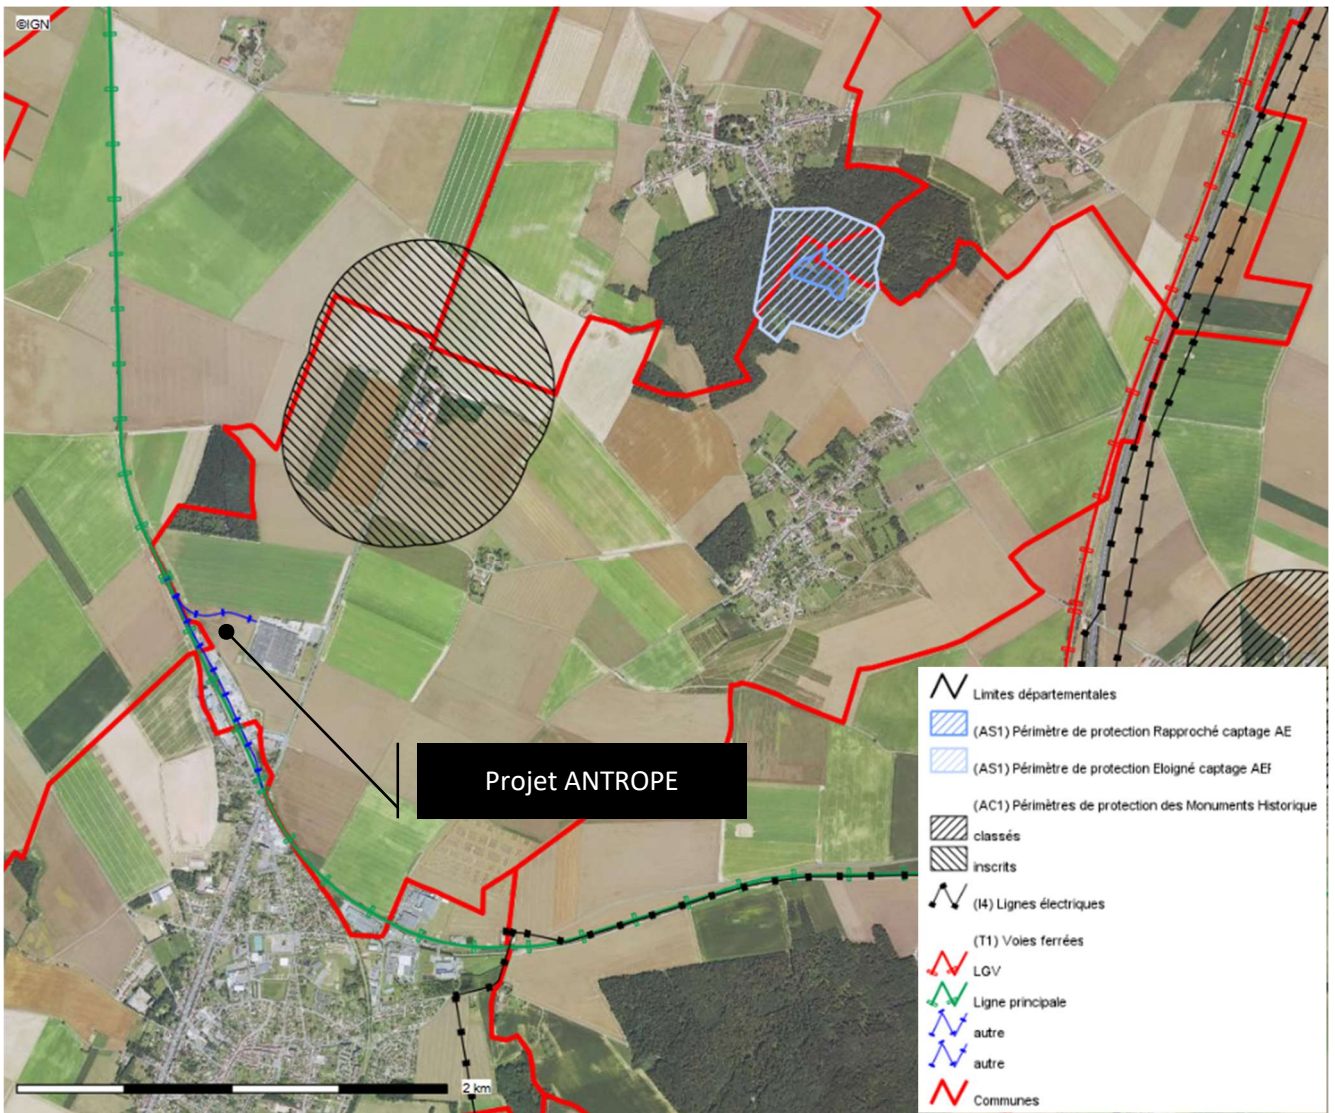 ©IGN
Limites départementales
(AS1) Périmètre de protection Rapproché captage AE
(AS1) Périmètre de protection Eloigné captage AEF
(AC1) Périmètres de protection des Monuments Historique
classés
inscrits
(I4) Lignes électriques
(T1) Voies ferrées
LGV
Ligne principale
autre
autre
Communes
Projet ANTROPE
2 km